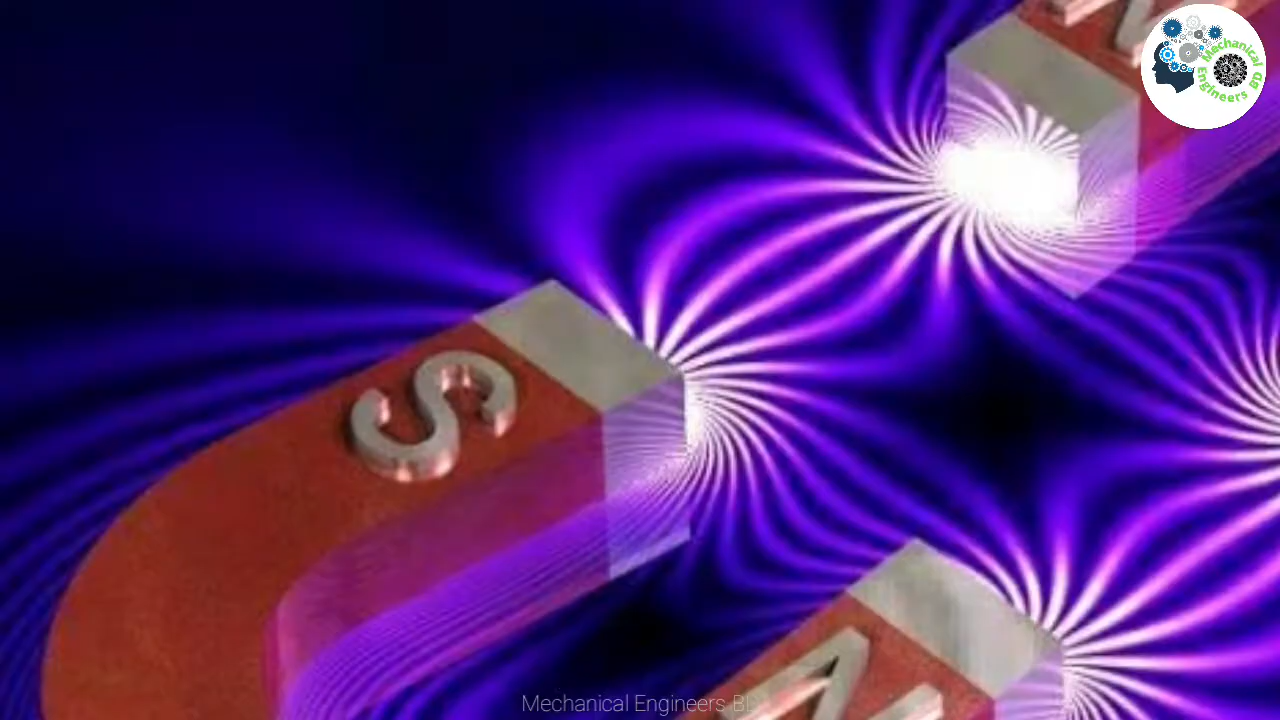 N
Mechanical
Engineers BD
S
N
Mechanical Engineers BD